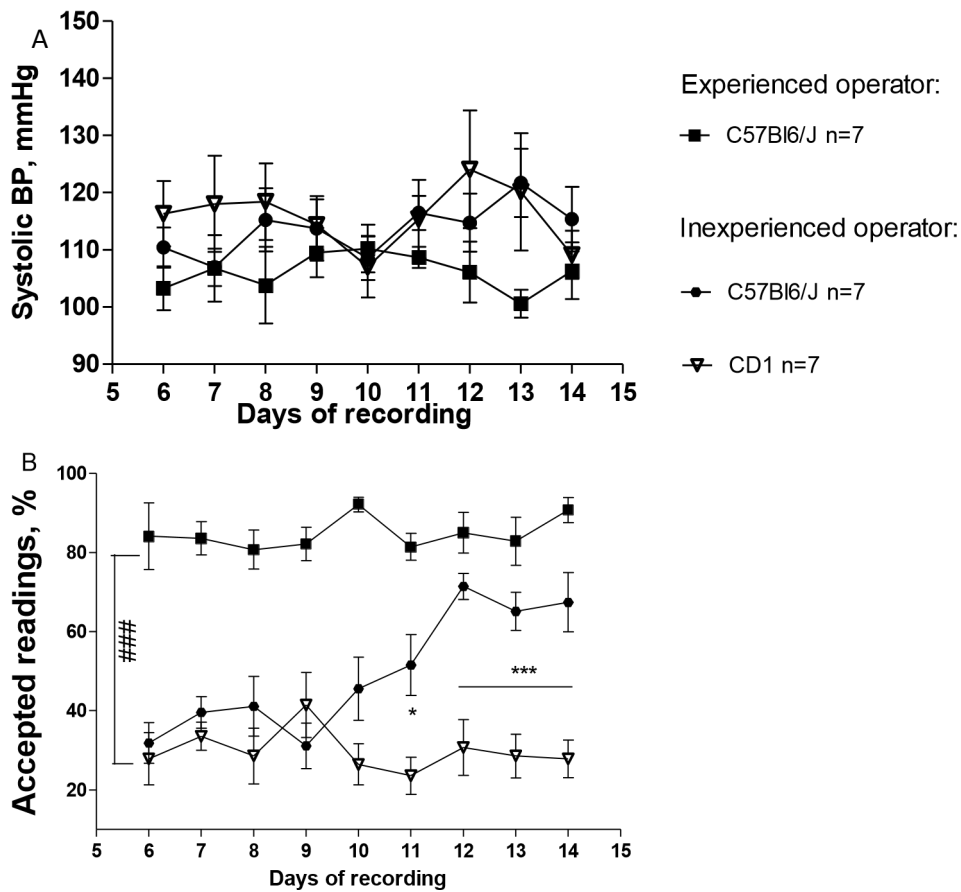 A
Systolic BP, mmHg
150
140
130
120
110
100
90
5 6 7 8 9 10 11 12 13 14 15
Days of recording
Experienced operator:
C57Bl6/J n=7
Inexperienced operator:
C57Bl6/J n=7
CD1 n=7
B
Accepted readings, %
100
80
60
40
20
###
*
***
5 6 7 8 9 10 11 12 13 14 15
Days of recording